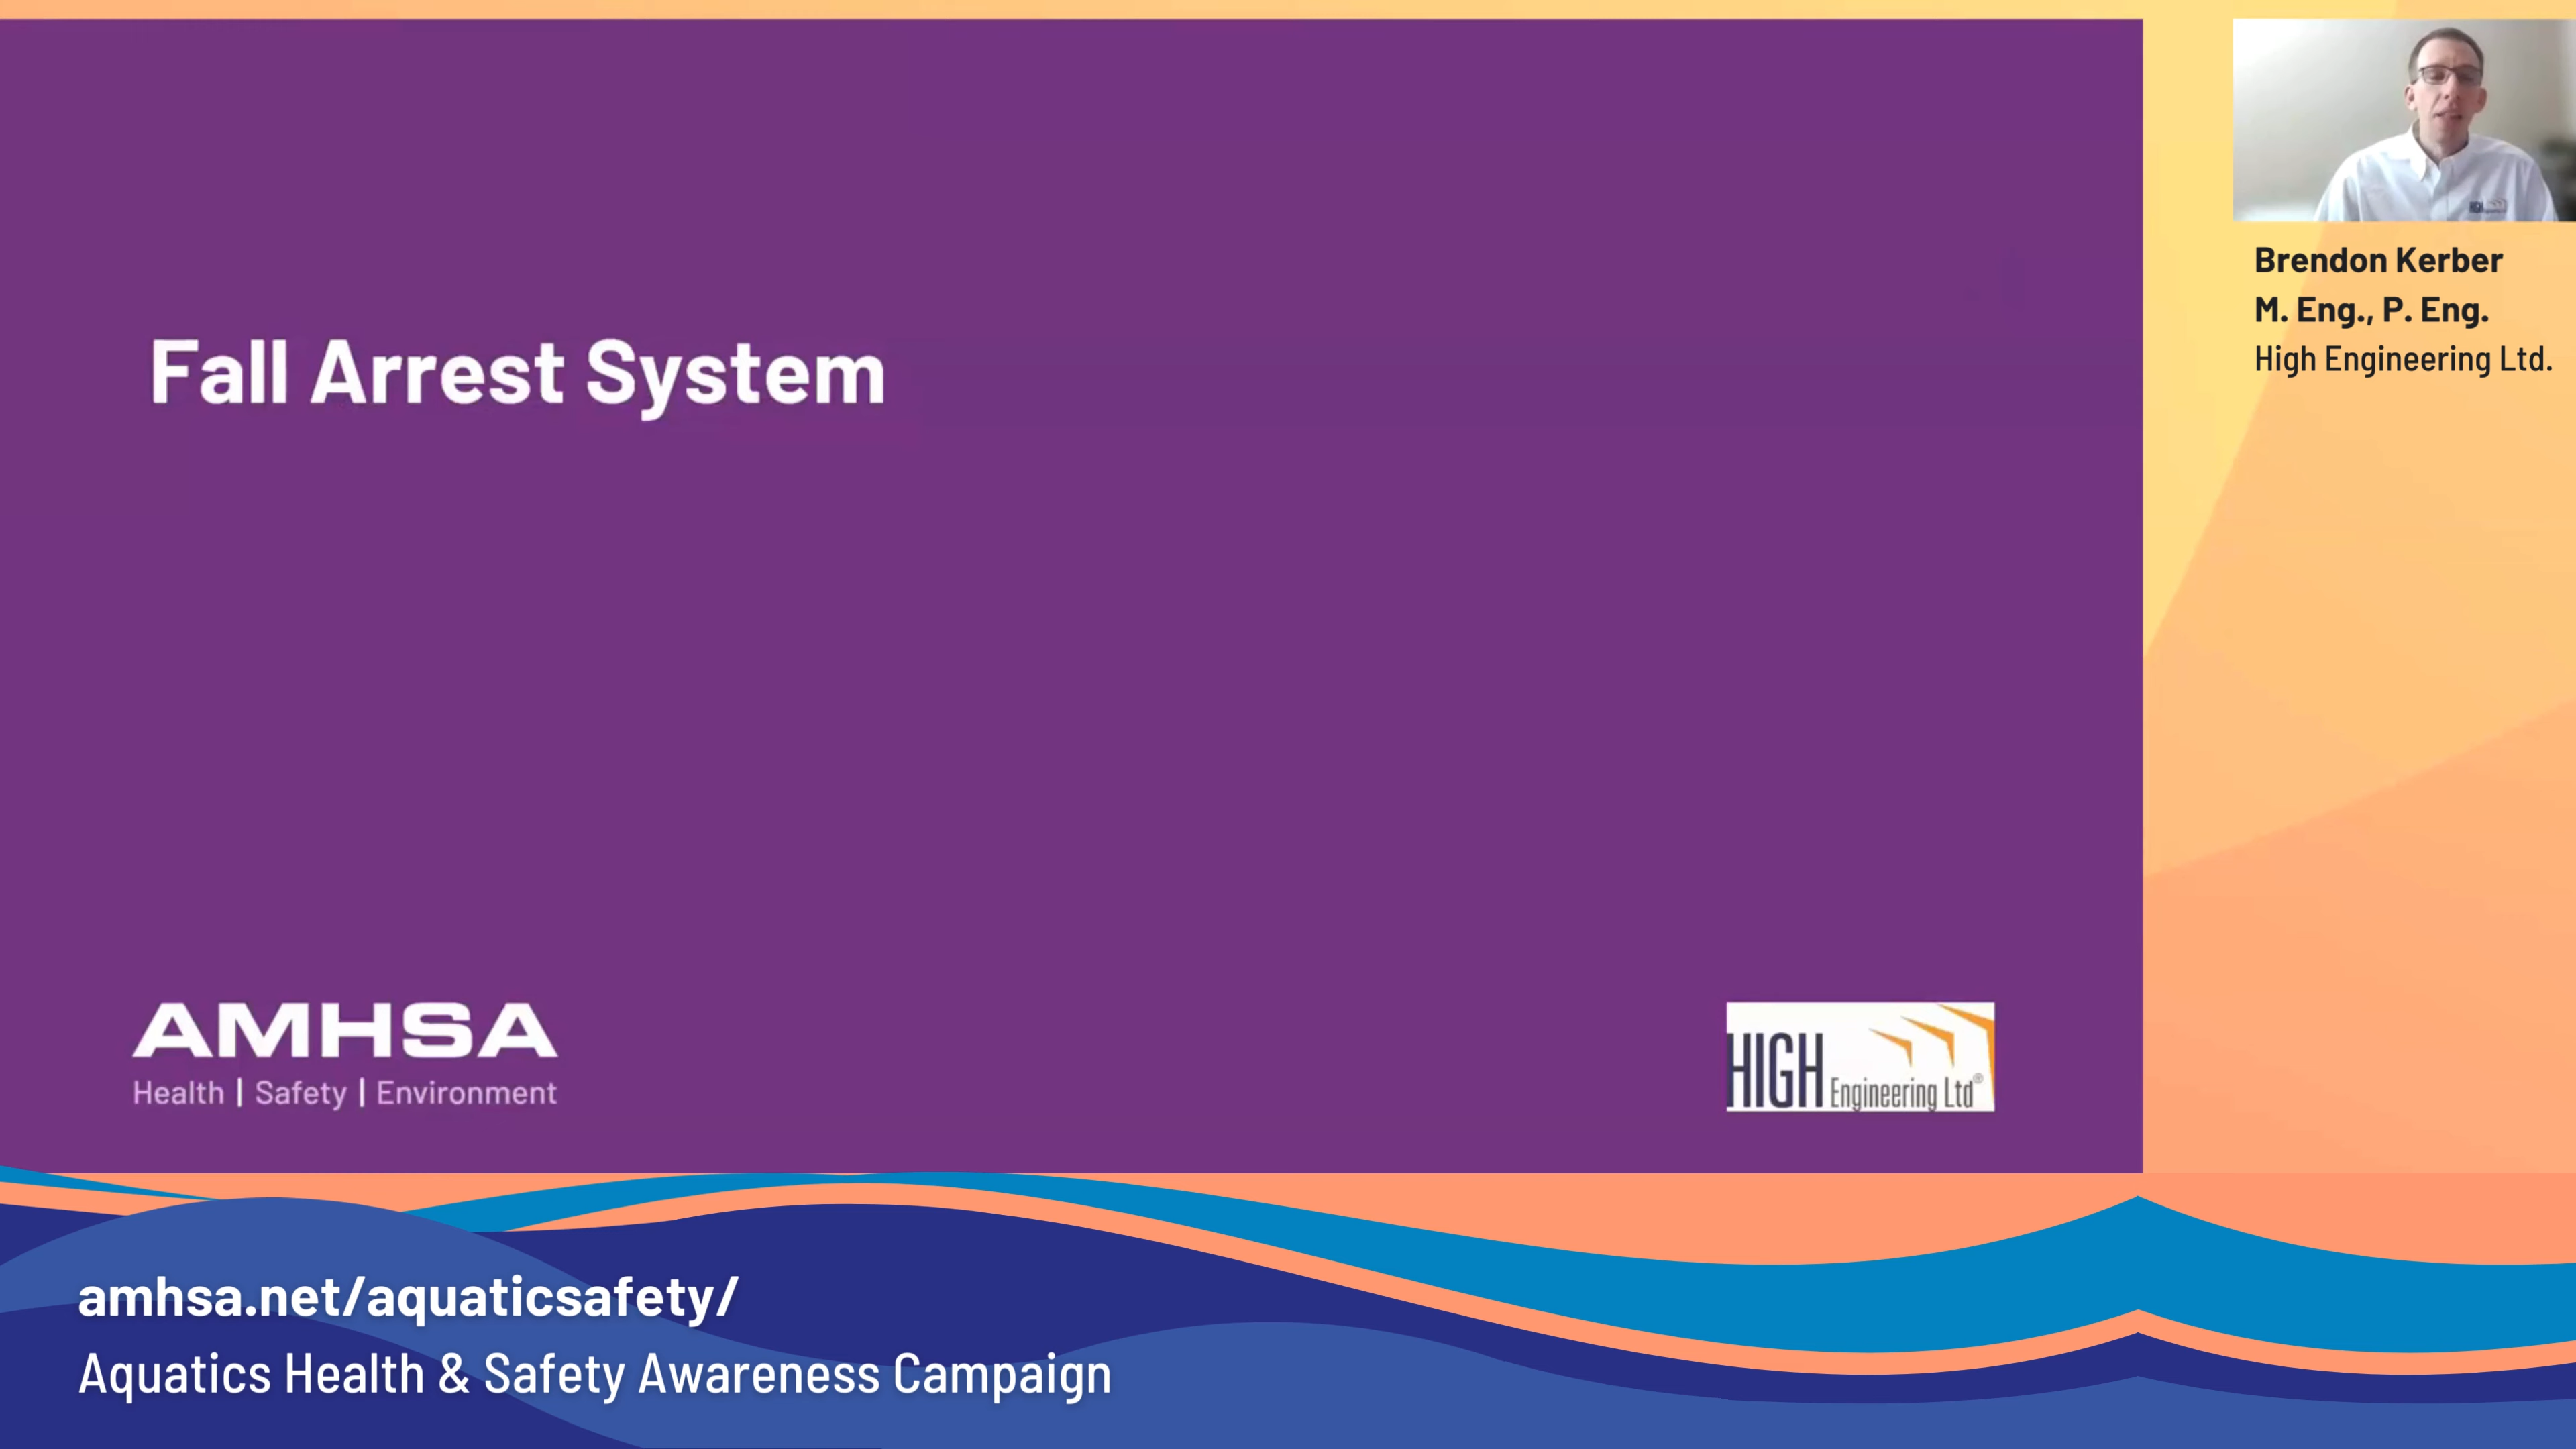 Fall Arrest System
AMHSA
Health | Safety | Environment
HIGH Engineering Ltd®
Brendon Kerber
M. Eng., P. Eng.
High Engineering Ltd.
amhsa.net/aquaticsafety/
Aquatics Health & Safety Awareness Campaign